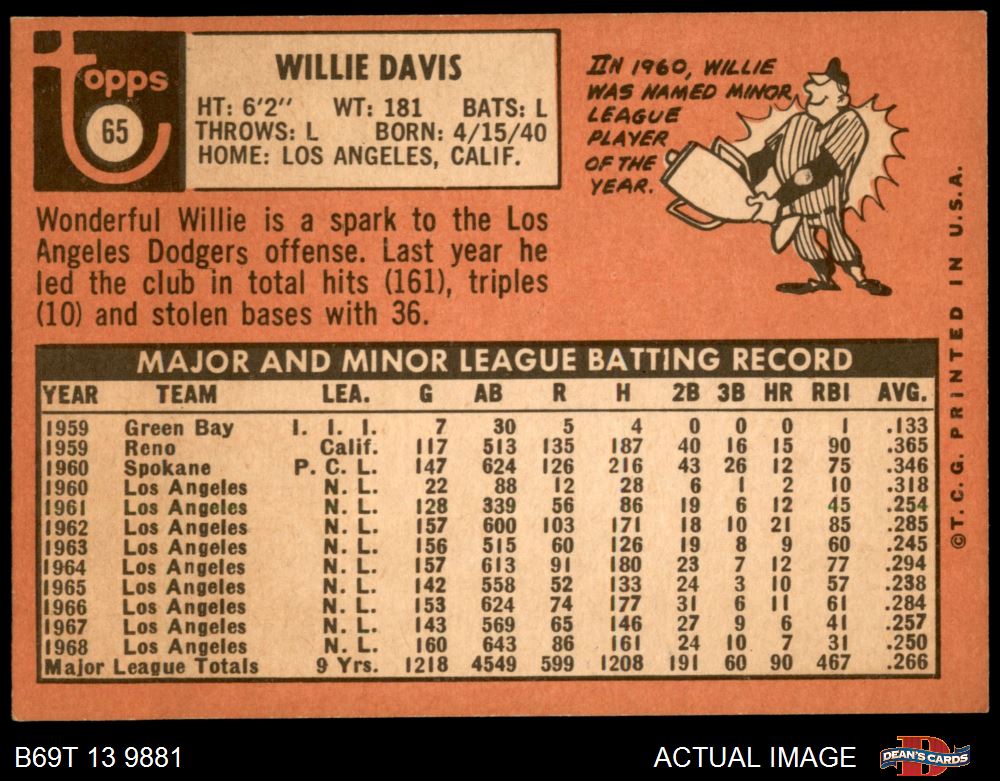 Topps
65
WILLIE DAVIS
HT: 6'2" WT: 181 BATS: L
THROWS: L BORN: 4/15/40
HOME: LOS ANGELES, CALIF.
IN 1960, WILLIE
WAS NAMED MINOR
LEAGUE
PLAYER
OF THE
YEAR.
Wonderful Willie is a spark to the Los
Angeles Dodgers offense. Last year he
led the club in total hits (161), triples
(10) and stolen bases with 36.
MAJOR AND MINOR LEAGUE BATTING RECORD
YEAR TEAM LEA. G AB R H 2B 3B HR RBI AVG.
1959 Green Bay I. I. I. 7 30 5 4 0 0 0 1 .133
1959 Reno Calif. 117 513 135 187 40 16 15 90 .365
1960 Spokane P. C. L. 147 624 126 216 43 26 12 75 .346
1960 Los Angeles N. L. 22 88 12 28 6 1 2 10 .318
1961 Los Angeles N. L. 128 339 56 86 19 6 12 45 .254
1962 Los Angeles N. L. 157 600 103 171 18 10 21 85 .285
1963 Los Angeles N. L. 156 515 60 126 19 8 9 60 .245
1964 Los Angeles N. L. 157 613 91 180 23 7 12 77 .294
1965 Los Angeles N. L. 142 558 52 133 24 3 10 57 .238
1966 Los Angeles N. L. 153 624 74 177 31 6 11 61 .284
1967 Los Angeles N. L. 143 569 65 146 27 9 6 41 .257
1968 Los Angeles N. L. 160 643 86 161 24 10 7 31 .250
Major League Totals 9 Yrs. 1218 4549 599 1208 191 60 90 467 .266
©T. C. G. PRINTED IN U.S.A.
B69T 13 9881
ACTUAL IMAGE
DEAN'S CARDS